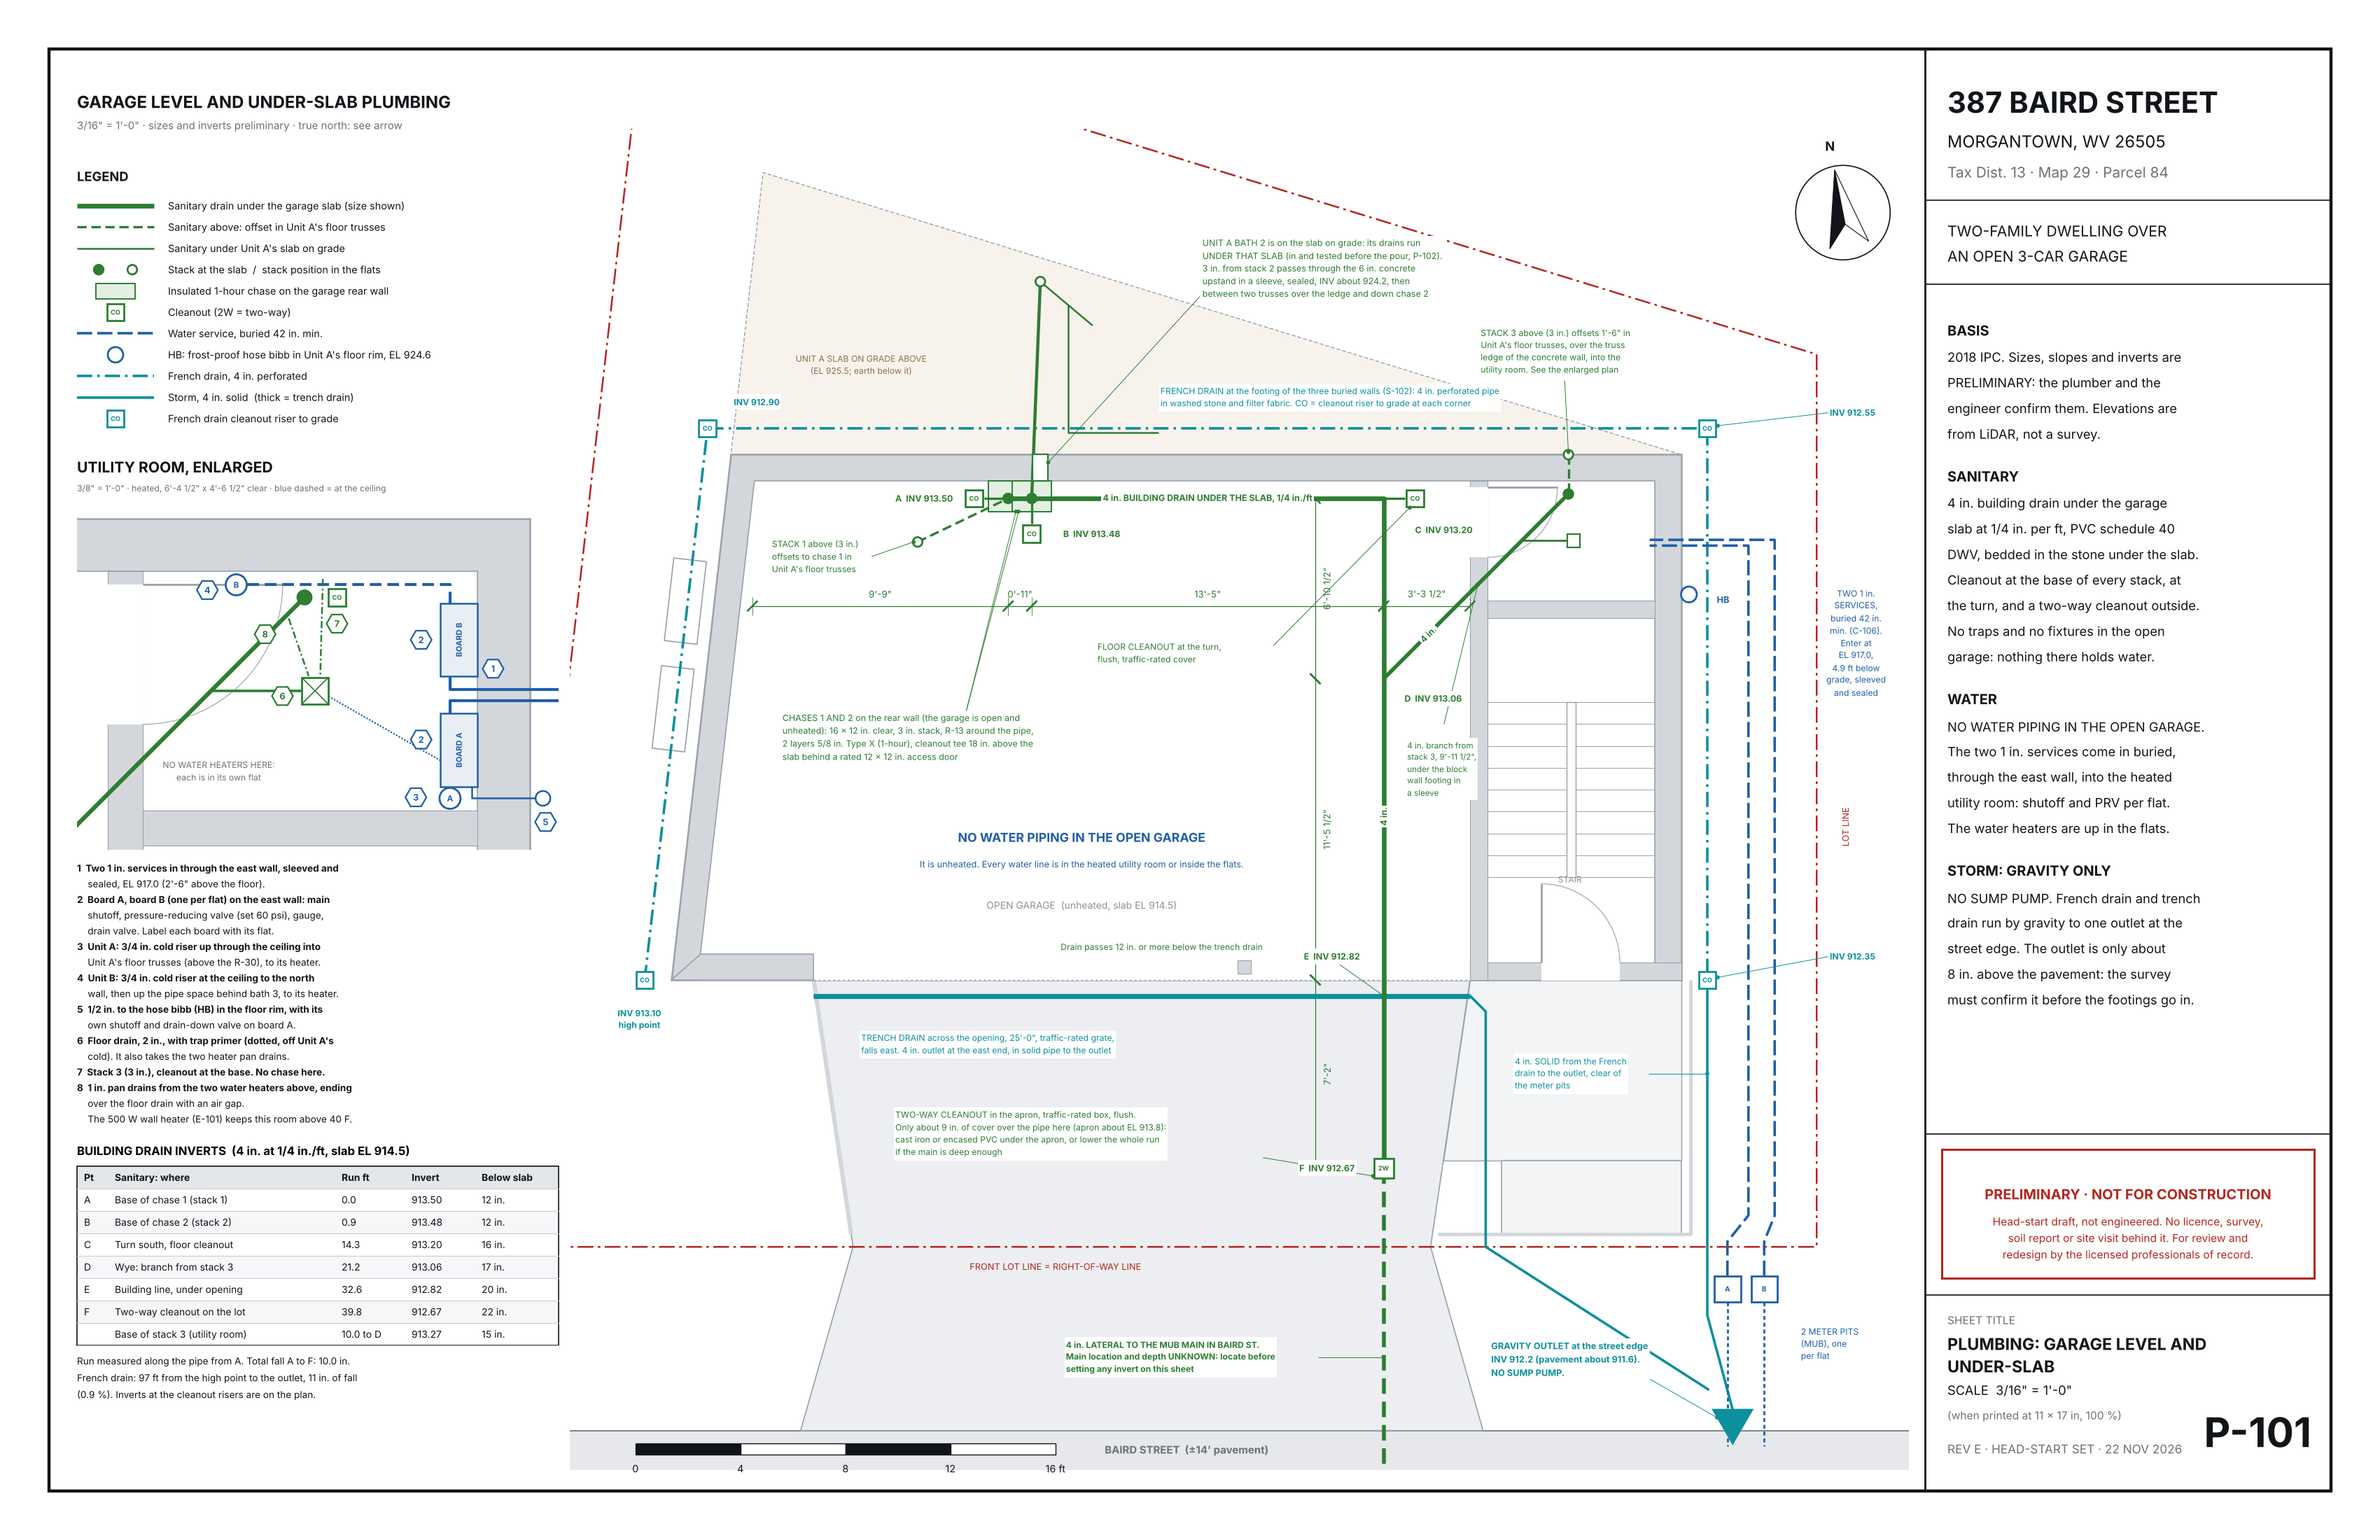 GARAGE LEVEL AND UNDER-SLAB PLUMBING
3/16" = 1'-0" · sizes and inverts preliminary · true north: see arrow
LEGEND
Sanitary drain under the garage slab (size shown)
Sanitary above: offset in Unit A's floor trusses
Sanitary under Unit A's slab on grade
Stack at the slab / stack position in the flats
Insulated 1-hour chase on the garage rear wall
CO
Cleanout (2W = two-way)
Water service, buried 42 in. min.
HB: frost-proof hose bibb in Unit A's floor rim, EL 924.6
French drain, 4 in. perforated
Storm, 4 in. solid (thick = trench drain)
CO
French drain cleanout riser to grade
UTILITY ROOM, ENLARGED
3/8" = 1'-0" · heated, 6'-4 1/2" x 4'-6 1/2" clear · blue dashed = at the ceiling
4
B
CO
7
8
2
BOARD B
1
6
2
BOARD A
NO WATER HEATERS HERE:
each is in its own flat
3
A
5
1 Two 1 in. services in through the east wall, sleeved and
sealed, EL 917.0 (2'-6" above the floor).
2 Board A, board B (one per flat) on the east wall: main
shutoff, pressure-reducing valve (set 60 psi), gauge,
drain valve. Label each board with its flat.
3 Unit A: 3/4 in. cold riser up through the ceiling into
Unit A's floor trusses (above the R-30), to its heater.
4 Unit B: 3/4 in. cold riser at the ceiling to the north
wall, then up the pipe space behind bath 3, to its heater.
5 1/2 in. to the hose bibb (HB) in the floor rim, with its
own shutoff and drain-down valve on board A.
6 Floor drain, 2 in., with trap primer (dotted, off Unit A's
cold). It also takes the two heater pan drains.
7 Stack 3 (3 in.), cleanout at the base. No chase here.
8 1 in. pan drains from the two water heaters above, ending
over the floor drain with an air gap.
The 500 W wall heater (E-101) keeps this room above 40 F.
BUILDING DRAIN INVERTS (4 in. at 1/4 in./ft, slab EL 914.5)
Pt Sanitary: where Run ft Invert Below slab
A Base of chase 1 (stack 1) 0.0 913.50 12 in.
B Base of chase 2 (stack 2) 0.9 913.48 12 in.
C Turn south, floor cleanout 14.3 913.20 16 in.
D Wye: branch from stack 3 21.2 913.06 17 in.
E Building line, under opening 32.6 912.82 20 in.
F Two-way cleanout on the lot 39.8 912.67 22 in.
Base of stack 3 (utility room) 10.0 to D 913.27 15 in.
Run measured along the pipe from A. Total fall A to F: 10.0 in.
French drain: 97 ft from the high point to the outlet, 11 in. of fall
(0.9 %). Inverts at the cleanout risers are on the plan.
N
UNIT A BATH 2 is on the slab on grade: its drains run
UNDER THAT SLAB (in and tested before the pour, P-102).
3 in. from stack 2 passes through the 6 in. concrete
upstand in a sleeve, sealed, INV about 924.2, then
between two trusses over the ledge and down chase 2
STACK 3 above (3 in.) offsets 1'-6" in
Unit A's floor trusses, over the truss
ledge of the concrete wall, into the
utility room. See the enlarged plan
UNIT A SLAB ON GRADE ABOVE
(EL 925.5; earth below it)
FRENCH DRAIN at the footing of the three buried walls (S-102): 4 in. perforated pipe
in washed stone and filter fabric. CO = cleanout riser to grade at each corner
INV 912.90
INV 912.55
CO
CO
A INV 913.50
CO
4 in. BUILDING DRAIN UNDER THE SLAB, 1/4 in./ft
CO
CO
B INV 913.48
C INV 913.20
STACK 1 above (3 in.)
offsets to chase 1 in
Unit A's floor trusses
9'-9"
0'-11"
13'-5"
6'-10 1/2"
3'-3 1/2"
HB
TWO 1 in.
SERVICES,
buried 42 in.
min. (C-106).
Enter at
EL 917.0,
4.9 ft below
grade, sleeved
and sealed
4 in.
FLOOR CLEANOUT at the turn,
flush, traffic-rated cover
D INV 913.06
CHASES 1 AND 2 on the rear wall (the garage is open and
unheated): 16 × 12 in. clear, 3 in. stack, R-13 around the pipe,
2 layers 5/8 in. Type X (1-hour), cleanout tee 18 in. above the
slab behind a rated 12 × 12 in. access door
4 in. branch from
stack 3, 9'-11 1/2",
under the block
wall footing in
a sleeve
NO WATER PIPING IN THE OPEN GARAGE
It is unheated. Every water line is in the heated utility room or inside the flats.
11'-5 1/2"
4 in.
LOT LINE
STAIR
OPEN GARAGE (unheated, slab EL 914.5)
Drain passes 12 in. or more below the trench drain
E INV 912.82
INV 912.35
CO
CO
INV 913.10
high point
TRENCH DRAIN across the opening, 25'-0", traffic-rated grate,
falls east. 4 in. outlet at the east end, in solid pipe to the outlet
7'-2"
4 in. SOLID from the French
drain to the outlet, clear of
the meter pits
TWO-WAY CLEANOUT in the apron, traffic-rated box, flush.
Only about 9 in. of cover over the pipe here (apron about EL 913.8):
cast iron or encased PVC under the apron, or lower the whole run
if the main is deep enough
F INV 912.67
2W
FRONT LOT LINE = RIGHT-OF-WAY LINE
A
B
2 METER PITS
(MUB), one
per flat
4 in. LATERAL TO THE MUB MAIN IN BAIRD ST.
Main location and depth UNKNOWN: locate before
setting any invert on this sheet
GRAVITY OUTLET at the street edge
INV 912.2 (pavement about 911.6).
NO SUMP PUMP.
BAIRD STREET (±14' pavement)
0 4 8 12 16 ft
387 BAIRD STREET
MORGANTOWN, WV 26505
Tax Dist. 13 · Map 29 · Parcel 84
TWO-FAMILY DWELLING OVER
AN OPEN 3-CAR GARAGE
BASIS
2018 IPC. Sizes, slopes and inverts are
PRELIMINARY: the plumber and the
engineer confirm them. Elevations are
from LiDAR, not a survey.
SANITARY
4 in. building drain under the garage
slab at 1/4 in. per ft, PVC schedule 40
DWV, bedded in the stone under the slab.
Cleanout at the base of every stack, at
the turn, and a two-way cleanout outside.
No traps and no fixtures in the open
garage: nothing there holds water.
WATER
NO WATER PIPING IN THE OPEN GARAGE.
The two 1 in. services come in buried,
through the east wall, into the heated
utility room: shutoff and PRV per flat.
The water heaters are up in the flats.
STORM: GRAVITY ONLY
NO SUMP PUMP. French drain and trench
drain run by gravity to one outlet at the
street edge. The outlet is only about
8 in. above the pavement: the survey
must confirm it before the footings go in.
PRELIMINARY · NOT FOR CONSTRUCTION
Head-start draft, not engineered. No licence, survey,
soil report or site visit behind it. For review and
redesign by the licensed professionals of record.
SHEET TITLE
PLUMBING: GARAGE LEVEL AND
UNDER-SLAB
SCALE 3/16" = 1'-0"
(when printed at 11 × 17 in, 100 %)
REV E · HEAD-START SET · 22 NOV 2026
P-101